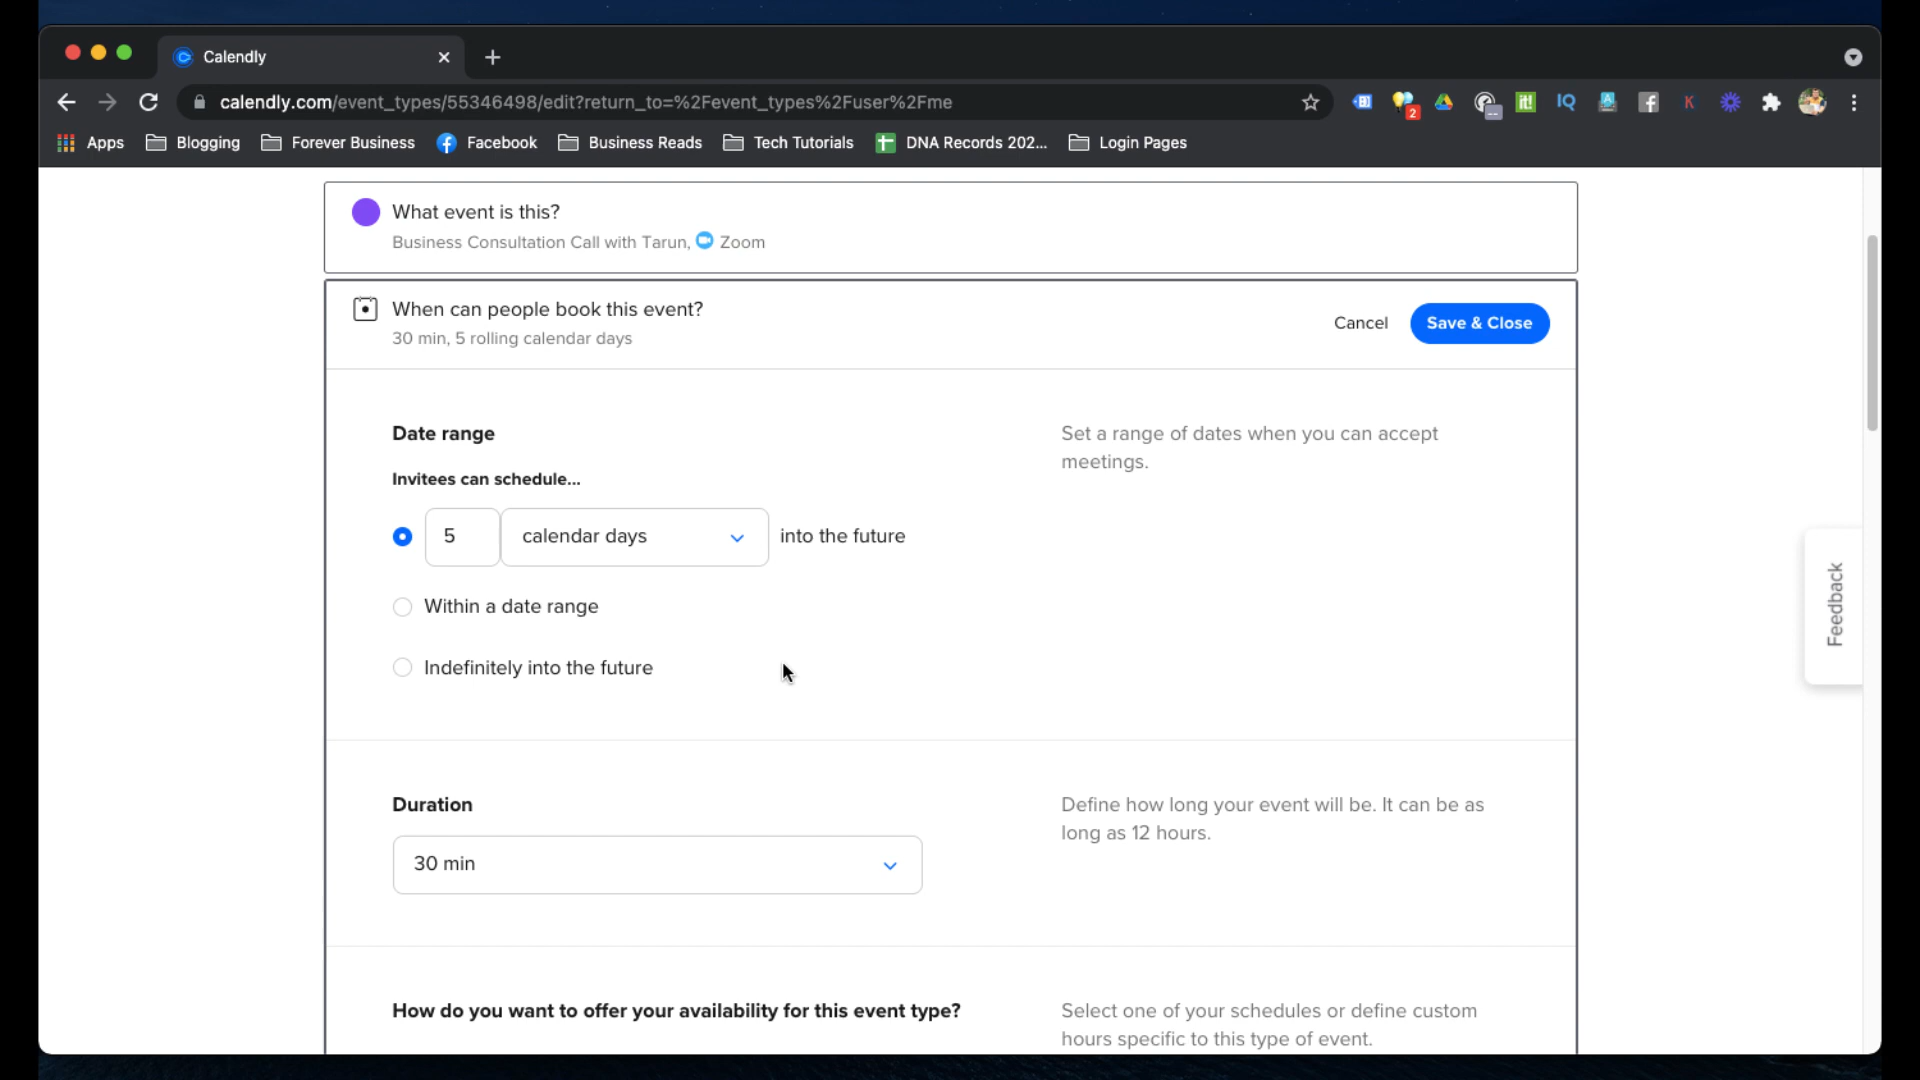 Calendly
calendly.com/event_types/55346498/edit?return_to=%2Fevent_types%2Fuser%2Fme
2
IQ
K
Apps
Blogging
Forever Business
Facebook
Business Reads
Tech Tutorials
DNA Records 202...
Login Pages
What event is this?
Business Consultation Call with Tarun, Zoom
When can people book this event?
30 min, 5 rolling calendar days
Cancel
Save & Close
Date range
Set a range of dates when you can accept
meetings.
Invitees can schedule...
5 calendar days into the future
Within a date range
Indefinitely into the future
Feedback
Duration
Define how long your event will be. It can be as
long as 12 hours.
30 min
How do you want to offer your availability for this event type?
Select one of your schedules or define custom
hours specific to this type of event.